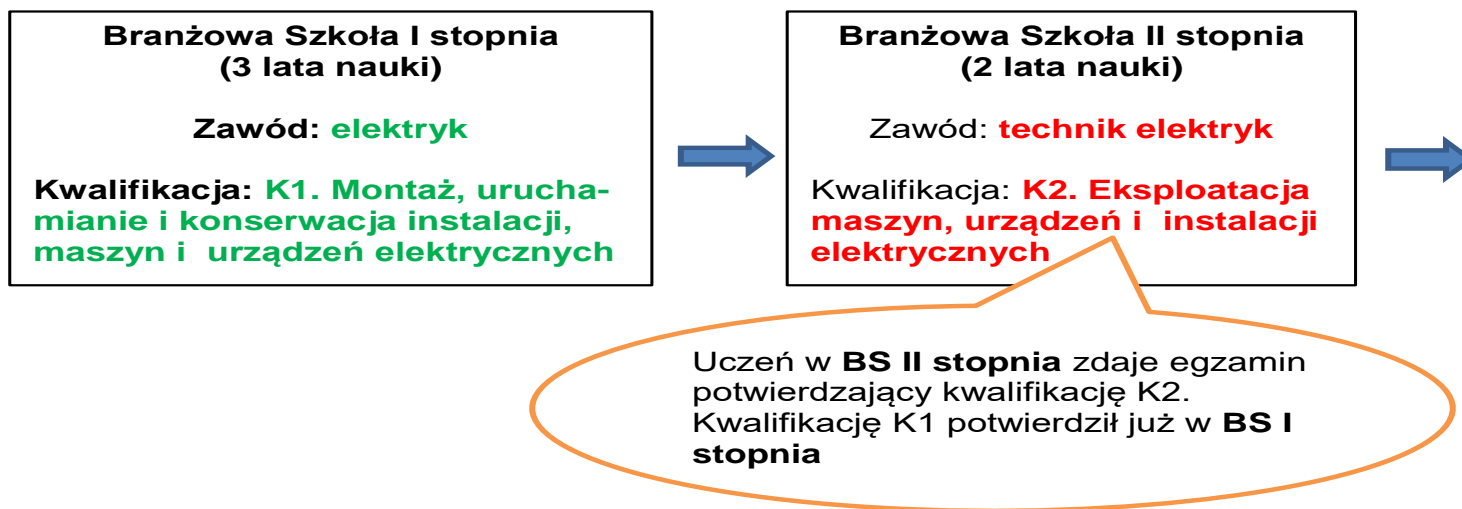 Branżowa Szkoła I stopnia
(3 lata nauki)
Zawód: elektryk
Kwalifikacja: K1. Montaż, urucha-
mianie i konserwacja instalacji,
maszyn i urządzeń elektrycznych
Branżowa Szkoła II stopnia
(2 lata nauki)
Zawód: technik elektryk
Kwalifikacja: K2. Eksploatacja
maszyn, urządzeń i instalacji
elektrycznych
Uczeń w BS II stopnia zdaje egzamin
potwierdzający kwalifikację K2.
Kwalifikację K1 potwierdził już w BS I
stopnia